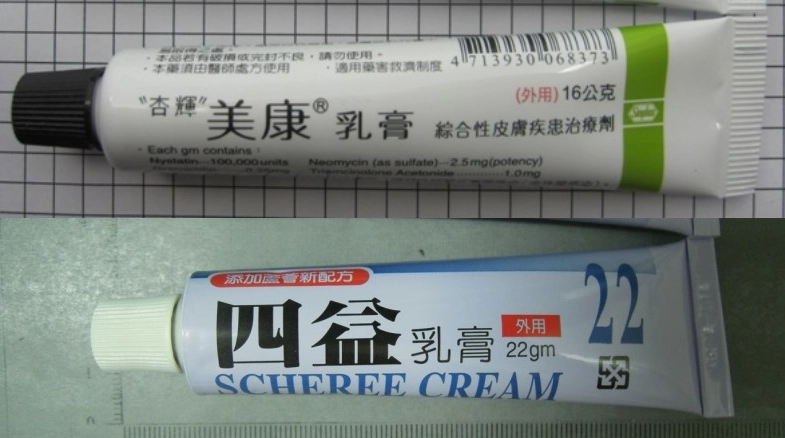 ・本品若有破損或完封不良，請勿使用。
・本藥須由醫師處方使用　・適用藥害救濟制度
4 713930 068373
(外用) 16公克
"杏輝"美康® 乳膏 綜合性皮膚疾患治療劑
・Each gm contains :
Nystatin---100,000units Neomycin (as sulfate)--2.5mg(potency)
Triamcinolone Acetonide----------1.0mg
添加蘆薈新配方
四益乳膏
外用
22gm
22
SCHEREE CREAM